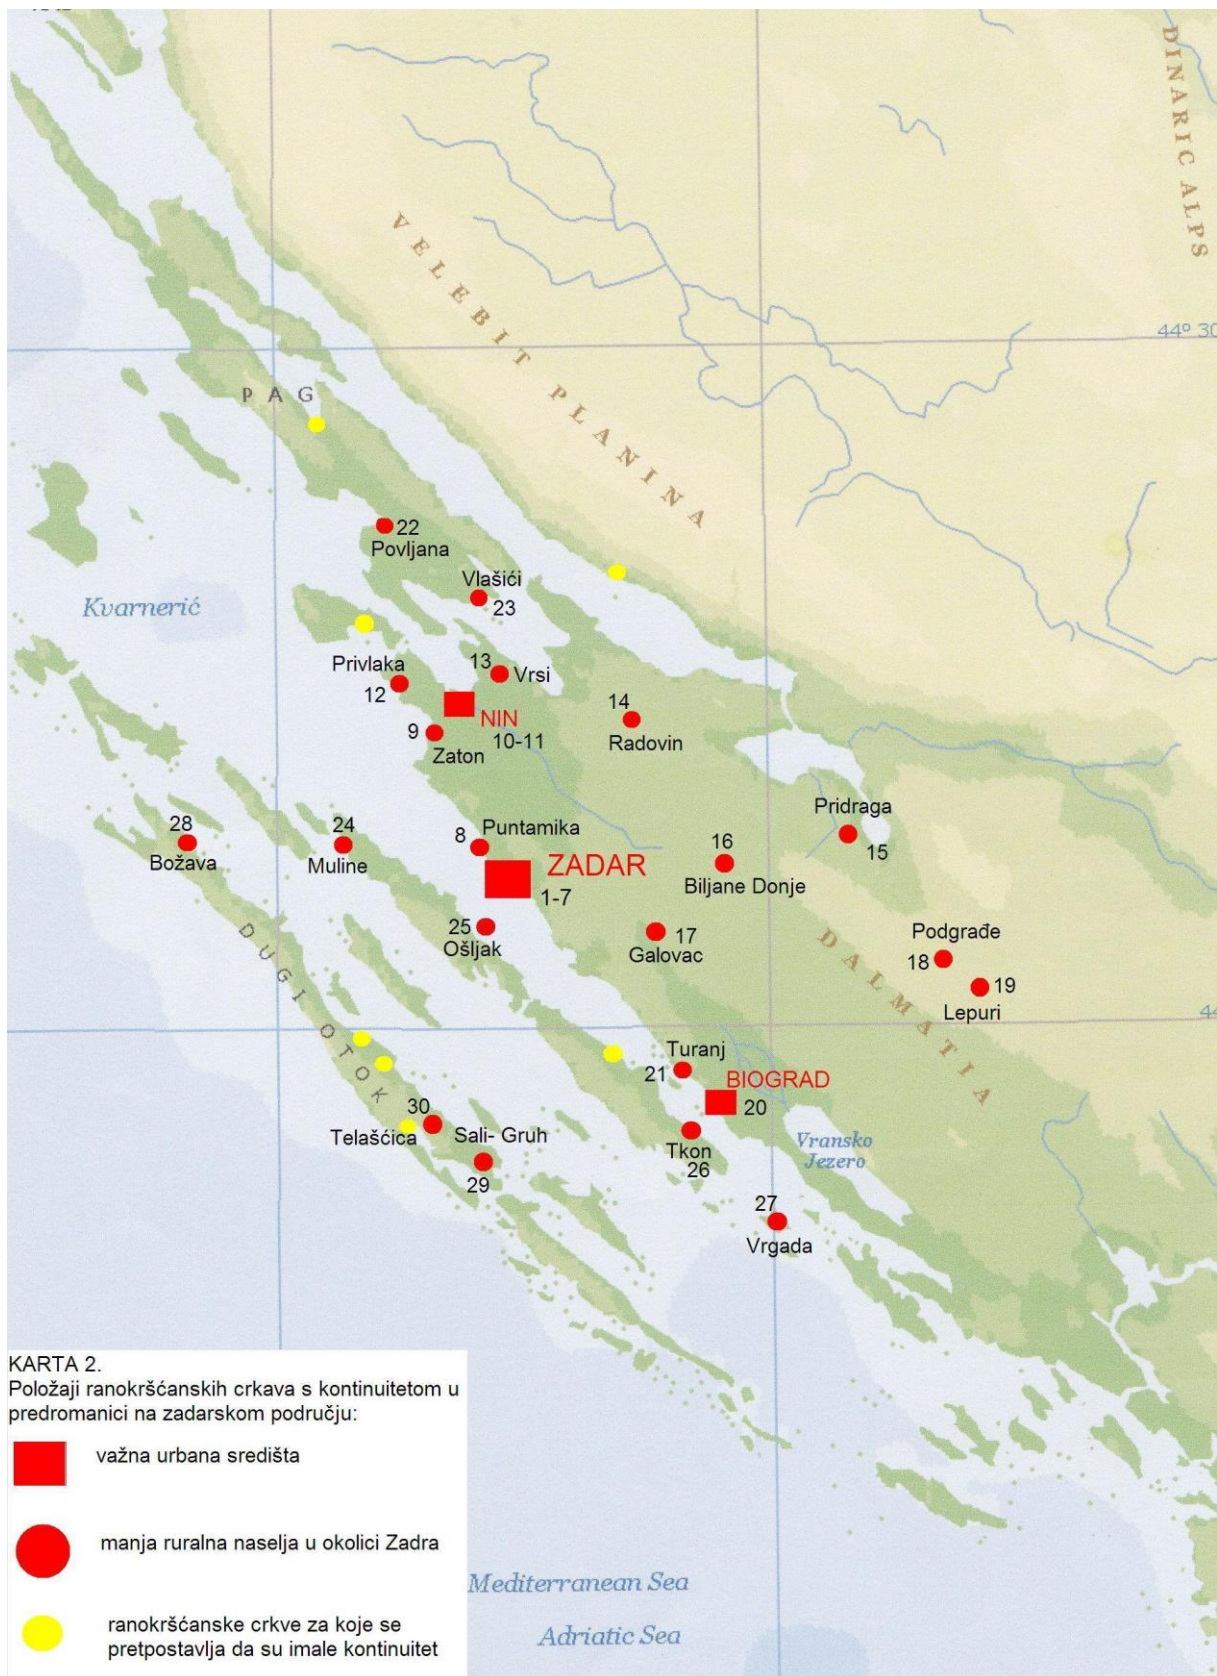 DINARIC ALPS
VELEBIT PLANINA
44° 30
PAG
22
Povljana
Vlašići
23
Kvarnerić
Privlaka
12
13
Vrsi
NIN
10-11
9
Zaton
14
Radovin
Pridraga
15
28
Božava
24
Muline
8
Puntamika
ZADAR
1-7
16
Biljane Donje
25
Ošljak
17
Galovac
DALMATIA
Podgrađe
18
19
Lepuri
DUGI OTOK
44
Turanj
21
BIOGRAD
20
30
Telašćica
Sali- Gruh
29
Tkon
26
Vransko
Jezero
27
Vrgada
KARTA 2.
Položaji ranokršćanskih crkava s kontinuitetom u
predromanici na zadarskom području:
važna urbana središta
manja ruralna naselja u okolici Zadra
ranokršćanske crkve za koje se
pretpostavlja da su imale kontinuitet
Mediterranean Sea
Adriatic Sea